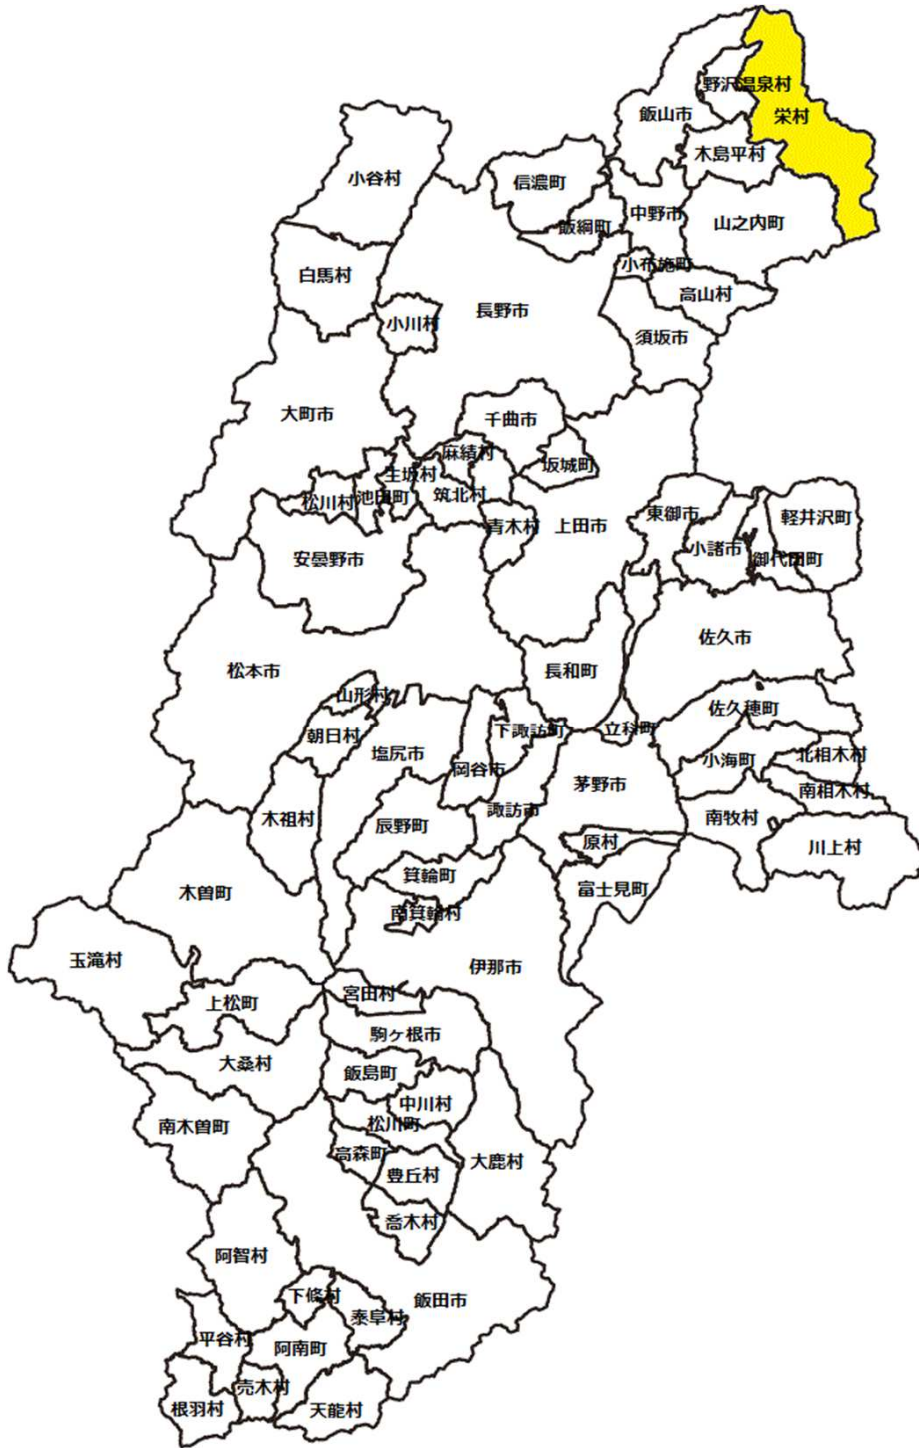 野沢温泉村
飯山市
栄村
木島平村
小谷村
信濃町
中野市
山之内町
飯綱町
小布施町
白馬村
高山村
長野市
小川村
須坂市
大町市
千曲市
麻績村
坂城町
生坂村
松川村
池田町
筑北村
東御市
軽井沢町
青木村
上田市
小諸市
御代田町
安曇野市
佐久市
松本市
長和町
山形村
佐久穂町
下諏訪町
立科町
朝日村
塩尻市
北相木村
小海町
岡谷市
茅野市
南相木村
諏訪市
木祖村
辰野町
南牧村
原村
川上村
箕輪町
富士見町
木曽町
南箕輪村
玉滝村
伊那市
宮田村
上松町
駒ヶ根市
大桑村
飯島町
中川村
松川町
南木曽町
高森町
大鹿村
豊丘村
喬木村
阿智村
下條村
飯田市
泰阜村
平谷村
阿南町
売木村
根羽村
天龍村